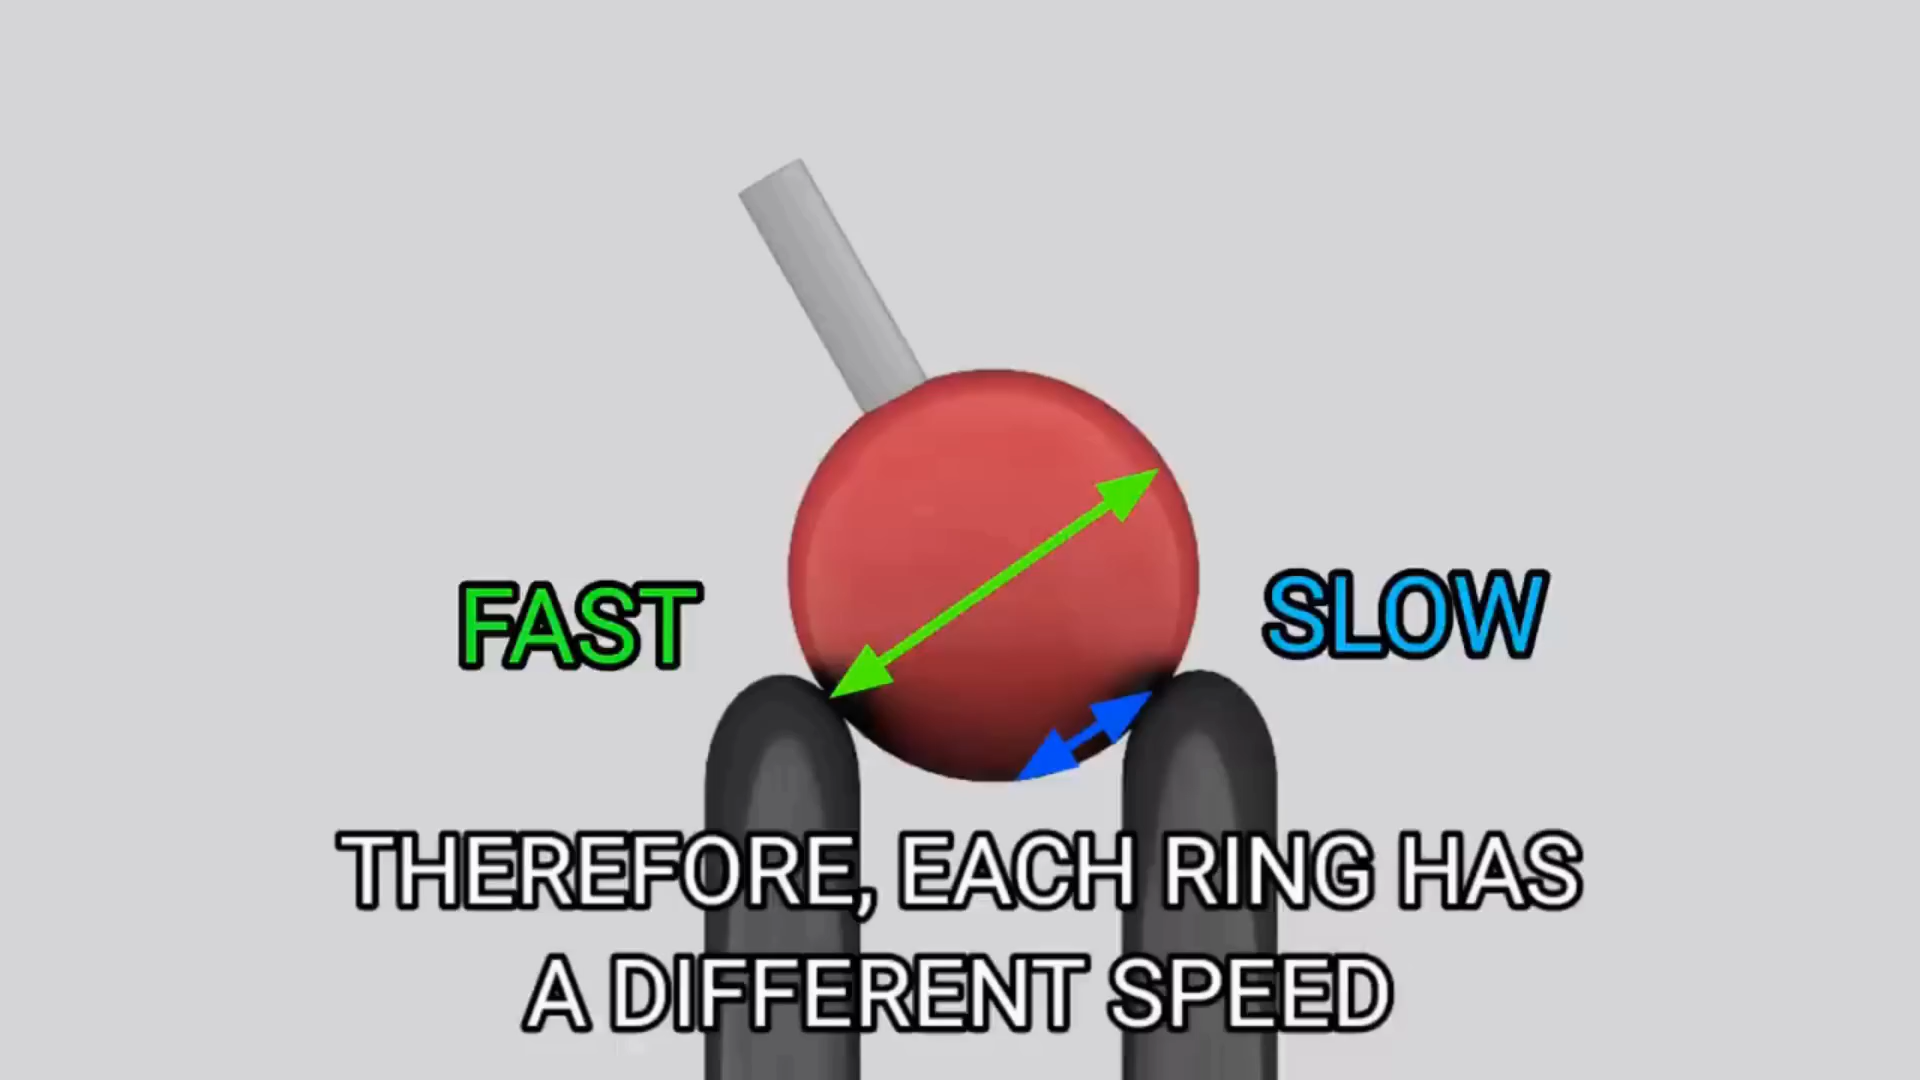 FAST
SLOW
THEREFORE, EACH RING HAS
A DIFFERENT SPEED